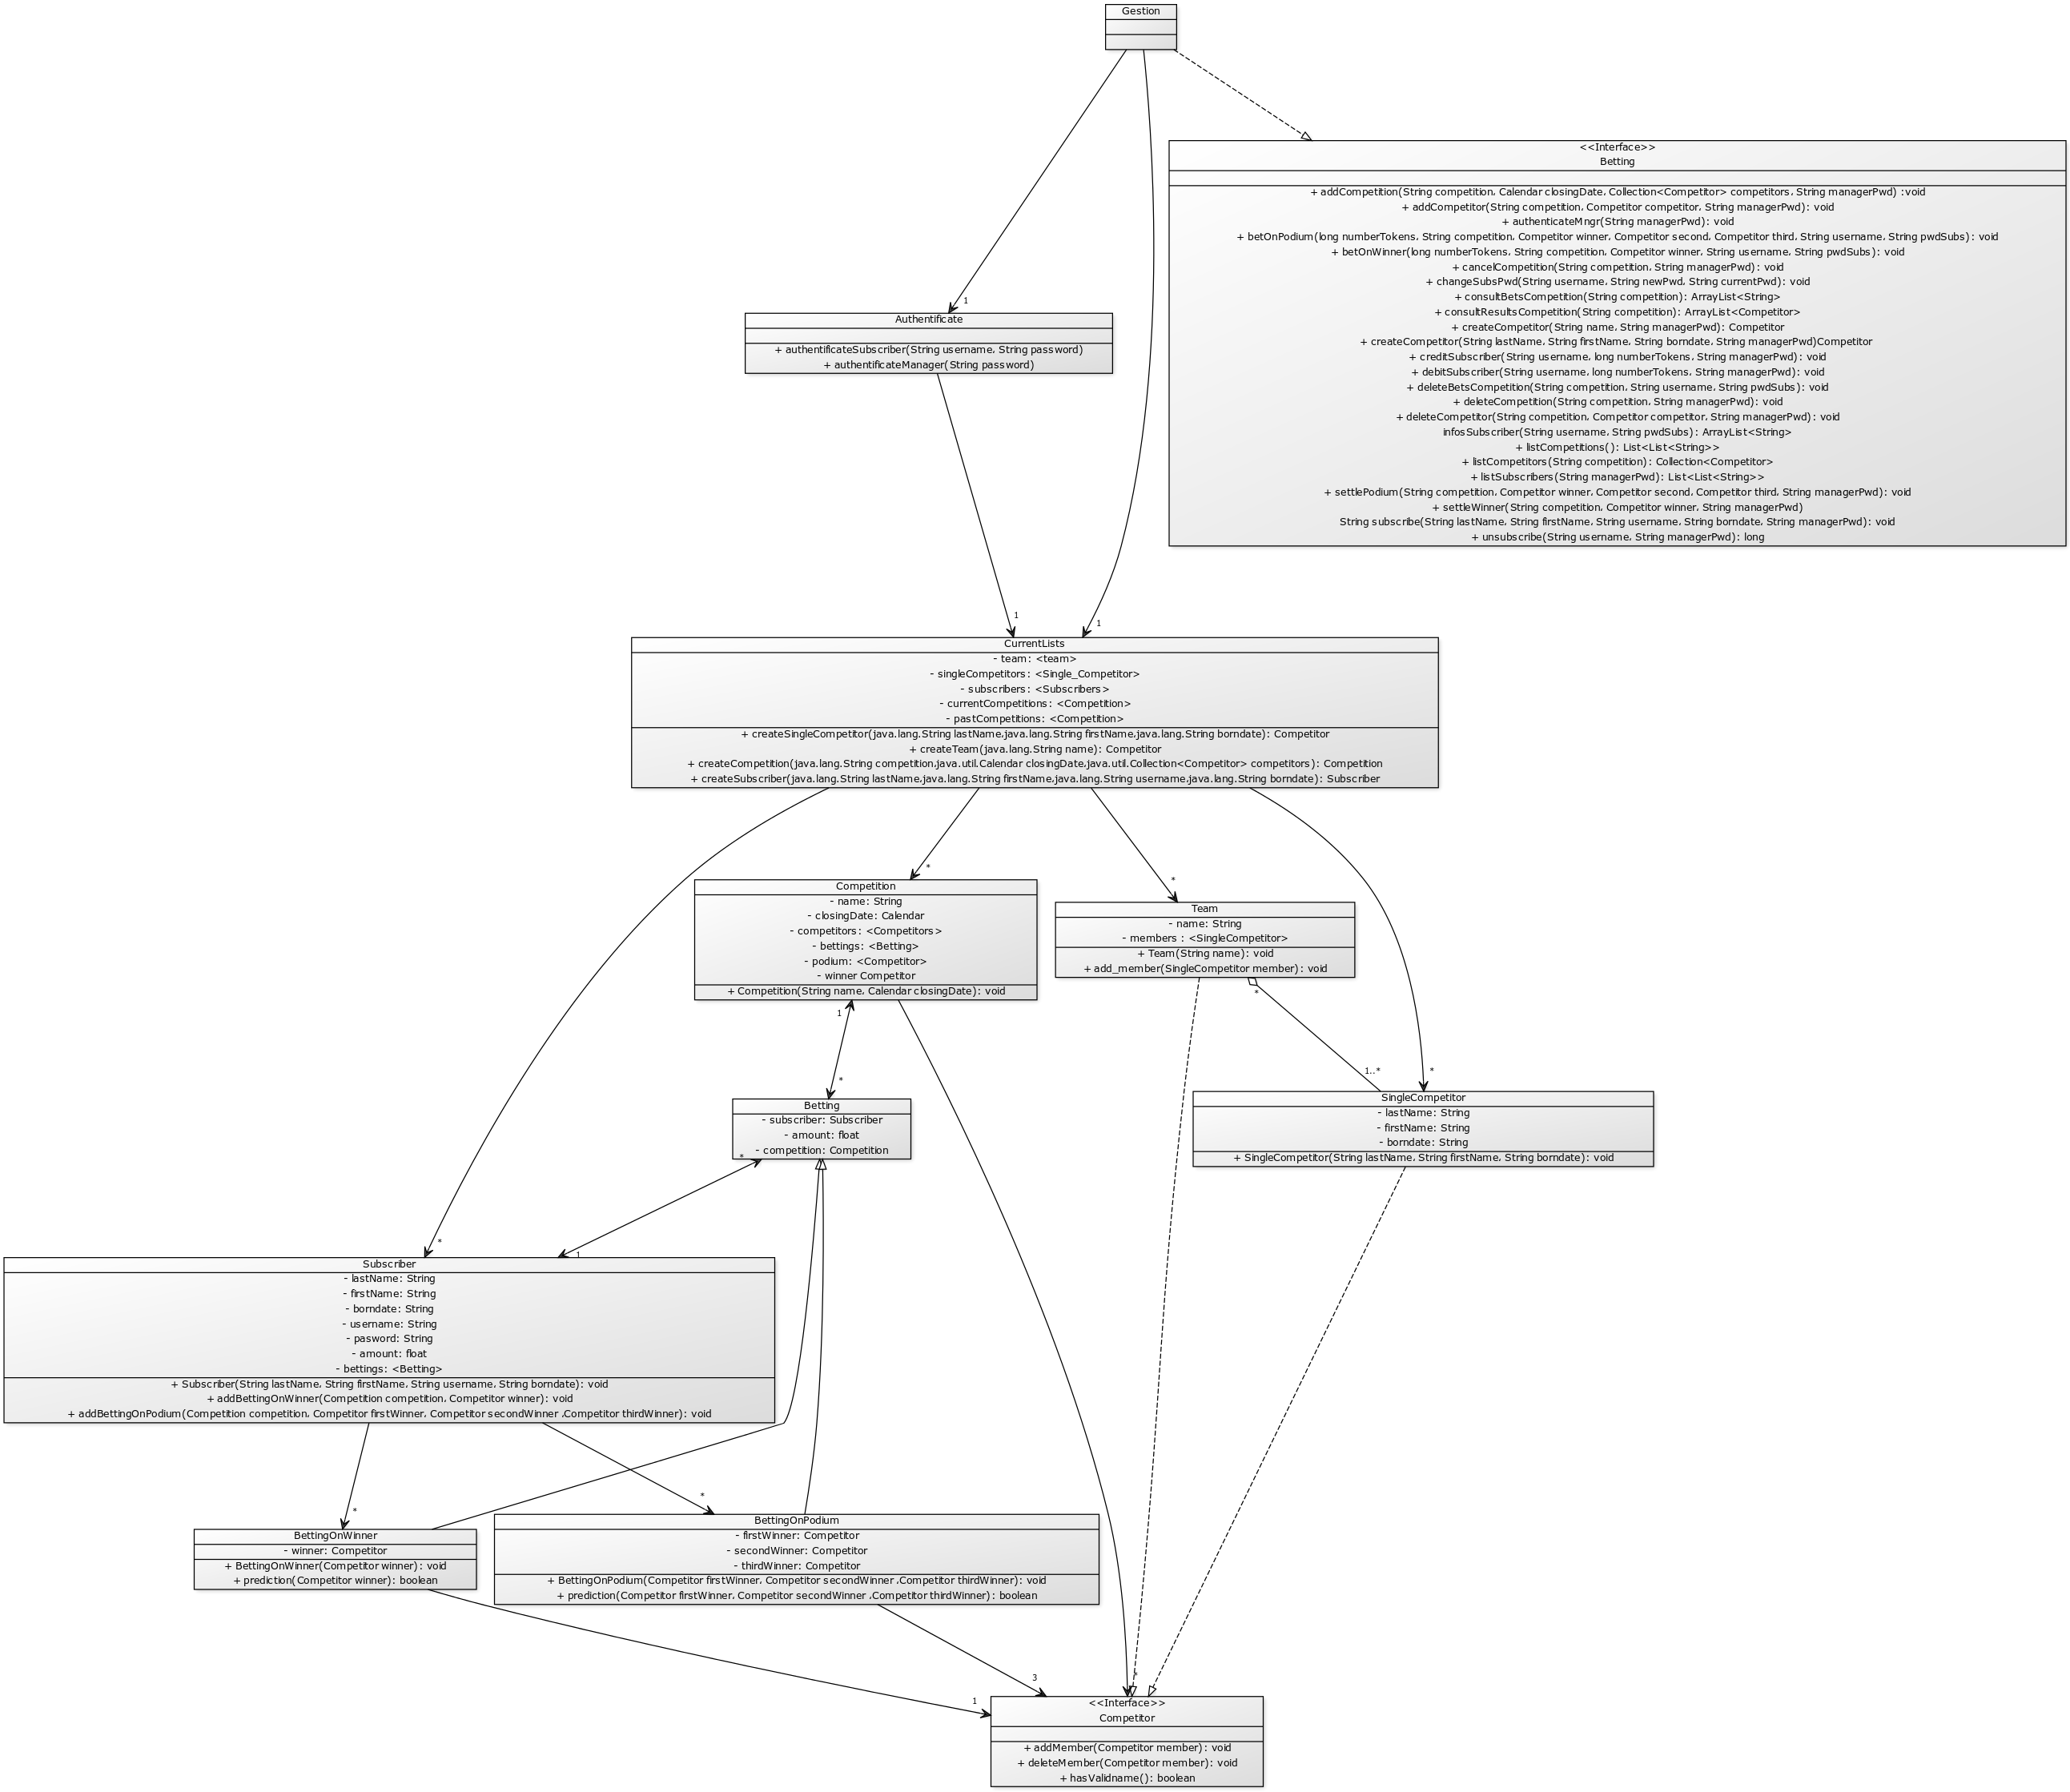 Gestion
<<Interface>>
Betting
+ addCompetition(String competition, Calendar closingDate, Collection<Competitor> competitors, String managerPwd) :void
+ addCompetitor(String competition, Competitor competitor, String managerPwd): void
+ authenticateMngr(String managerPwd): void
+ betOnPodium(long numberTokens, String competition, Competitor winner, Competitor second, Competitor third, String username, String pwdSubs): void
+ betOnWinner(long numberTokens, String competition, Competitor winner, String username, String pwdSubs): void
+ cancelCompetition(String competition, String managerPwd): void
+ changeSubsPwd(String username, String newPwd, String currentPwd): void
+ consultBetsCompetition(String competition): ArrayList<String>
+ consultResultsCompetition(String competition): ArrayList<Competitor>
+ createCompetitor(String name, String managerPwd): Competitor
+ createCompetitor(String lastName, String firstName, String borndate, String managerPwd)Competitor
+ creditSubscriber(String username, long numberTokens, String managerPwd): void
+ debitSubscriber(String username, long numberTokens, String managerPwd): void
+ deleteBetsCompetition(String competition, String username, String pwdSubs): void
+ deleteCompetition(String competition, String managerPwd): void
+ deleteCompetitor(String competition, Competitor competitor, String managerPwd): void
infosSubscriber(String username, String pwdSubs): ArrayList<String>
+ listCompetitions(): List<List<String>>
+ listCompetitors(String competition): Collection<Competitor>
+ listSubscribers(String managerPwd): List<List<String>>
+ settlePodium(String competition, Competitor winner, Competitor second, Competitor third, String managerPwd): void
+ settleWinner(String competition, Competitor winner, String managerPwd)
String subscribe(String lastName, String firstName, String username, String borndate, String managerPwd): void
+ unsubscribe(String username, String managerPwd): long
1
Authentificate
+ authentificateSubscriber(String username, String password)
+ authentificateManager(String password)
1
1
CurrentLists
- team: <team>
- singleCompetitors: <Single_Competitor>
- subscribers: <Subscribers>
- currentCompetitions: <Competition>
- pastCompetitions: <Competition>
+ createSingleCompetitor(java.lang.String lastName,java.lang.String firstName,java.lang.String borndate): Competitor
+ createTeam(java.lang.String name): Competitor
+ createCompetition(java.lang.String competition,java.util.Calendar closingDate,java.util.Collection<Competitor> competitors): Competition
+ createSubscriber(java.lang.String lastName,java.lang.String firstName,java.lang.String username,java.lang.String borndate): Subscriber
*
*
Competition
- name: String
- closingDate: Calendar
- competitors: <Competitors>
- bettings: <Betting>
- podium: <Competitor>
- winner Competitor
+ Competition(String name, Calendar closingDate): void
Team
- name: String
- members : <SingleCompetitor>
+ Team(String name): void
+ add_member(SingleCompetitor member): void
*
1
*
1..*
*
Betting
- subscriber: Subscriber
- amount: float
- competition: Competition
SingleCompetitor
- lastName: String
- firstName: String
- borndate: String
+ SingleCompetitor(String lastName, String firstName, String borndate): void
*
*
1
Subscriber
- lastName: String
- firstName: String
- borndate: String
- username: String
- pasword: String
- amount: float
- bettings: <Betting>
+ Subscriber(String lastName, String firstName, String username, String borndate): void
+ addBettingOnWinner(Competition competition, Competitor winner): void
+ addBettingOnPodium(Competition competition, Competitor firstWinner, Competitor secondWinner ,Competitor thirdWinner): void
*
*
BettingOnWinner
- winner: Competitor
+ BettingOnWinner(Competitor winner): void
+ prediction(Competitor winner): boolean
BettingOnPodium
- firstWinner: Competitor
- secondWinner: Competitor
- thirdWinner: Competitor
+ BettingOnPodium(Competitor firstWinner, Competitor secondWinner ,Competitor thirdWinner): void
+ prediction(Competitor firstWinner, Competitor secondWinner ,Competitor thirdWinner): boolean
1
3
*
<<Interface>>
Competitor
+ addMember(Competitor member): void
+ deleteMember(Competitor member): void
+ hasValidname(): boolean